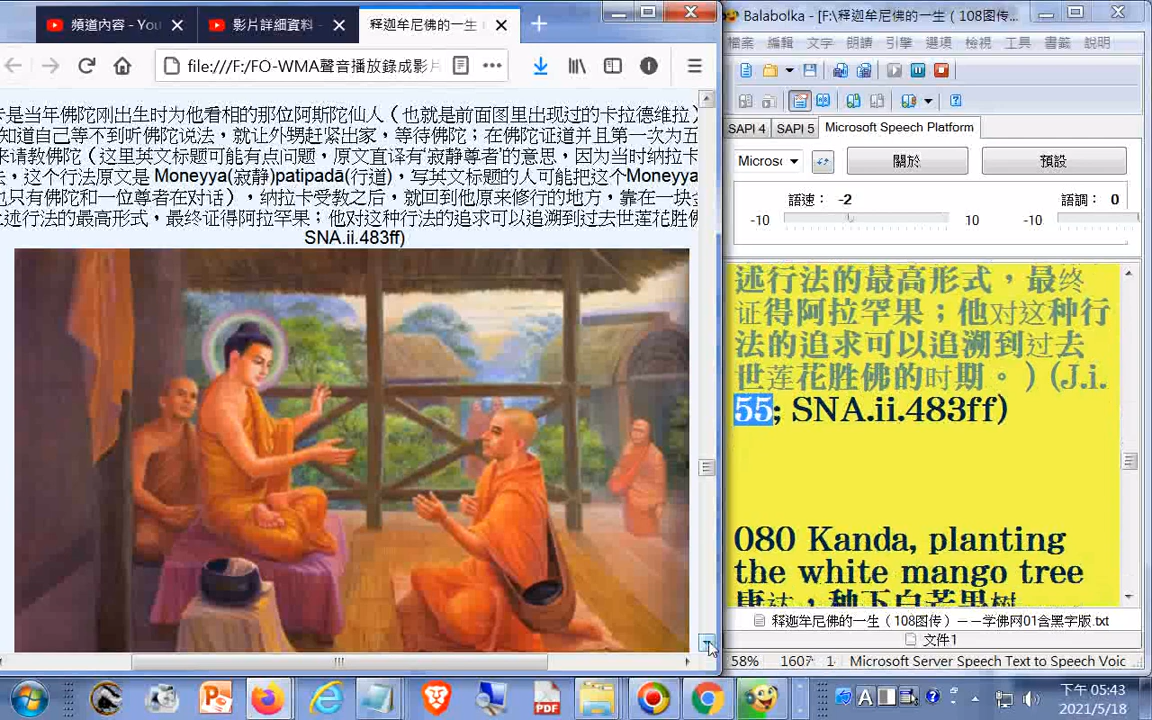 頻道內容 - You
影片詳細資料 -
释迦牟尼佛的一生
file:///F:/FO-WMA聲音播放錄成影片
是当年佛陀刚出生时为他看相的那位阿斯陀仙人（也就是前面图里出现过的卡拉德维拉）
知道自己等不到听佛陀说法，就让外甥赶紧出家，等待佛陀；在佛陀证道并且第一次为五
来请教佛陀（这里英文标题可能有点问题，原文直译有'寂静尊者'的意思，因为当时纳拉卡
，这个行法原文是 Moneyya(寂静)patipadā(行道)，写英文标题的人可能把这个Moneyya
也只有佛陀和一位尊者在对话），纳拉卡受教之后，就回到他原来修行的地方，靠在一块
述行法的最高形式，最终证得阿拉罕果；他对这种行法的追求可以追溯到过去世莲花胜佛
SNA.ii.483ff)
Balabolka - [F:\释迦牟尼佛的一生（108图传...
檔案 編輯 文字 朗讀 引擎 選項 檢視 工具 書籤 說明
SAPI 4 SAPI 5 Microsoft Speech Platform
Micros 關於 預設
語速： -2 語調： 0
-10 10 -10
述行法的最高形式，最终
证得阿拉罕果；他对这种行
法的追求可以追溯到过去
世莲花胜佛的时期。）(J.i.
55; SNA.ii.483ff)
080 Kanda, planting
the white mango tree
康达，种下白芒果树
释迦牟尼佛的一生（108图传）——学佛网01含黑字版.txt
文件1
58% 1607 1 Microsoft Server Speech Text to Speech Voic
PDF
下午 05:43
2021/5/18